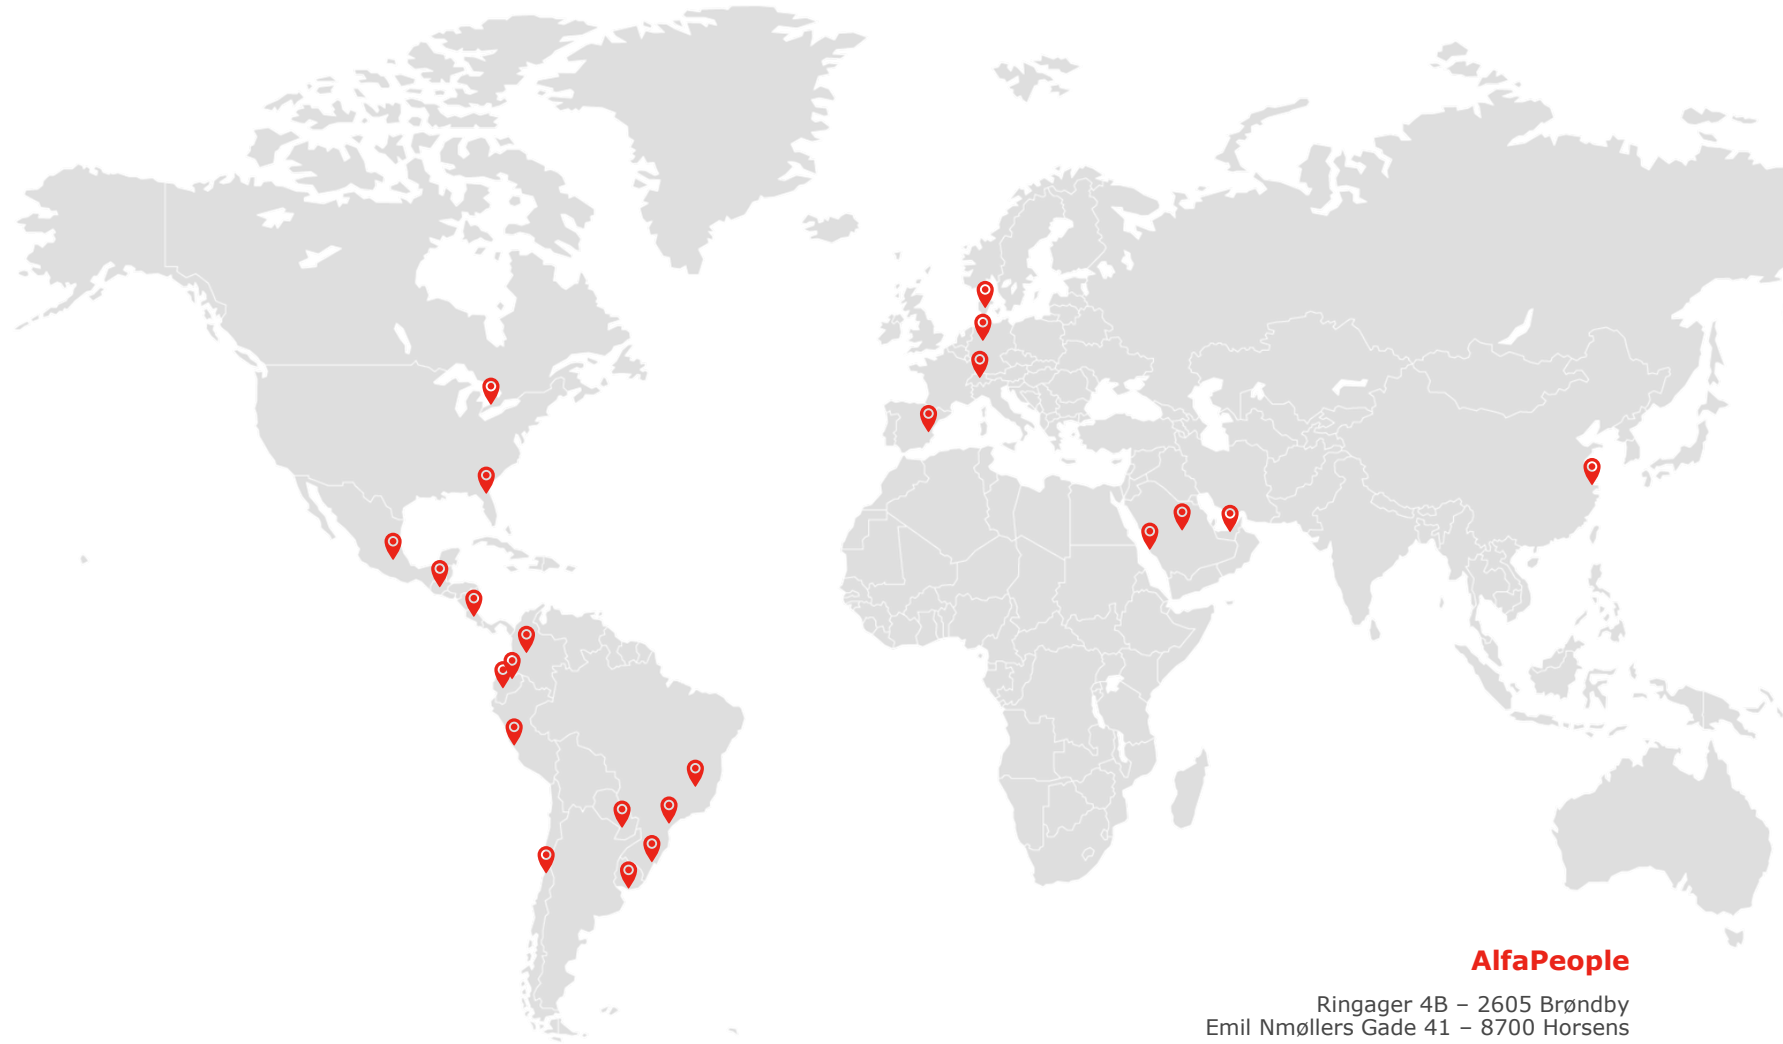 AlfaPeople
Ringager 4B – 2605 Brøndby
Emil Nmøllers Gade 41 – 8700 Horsens